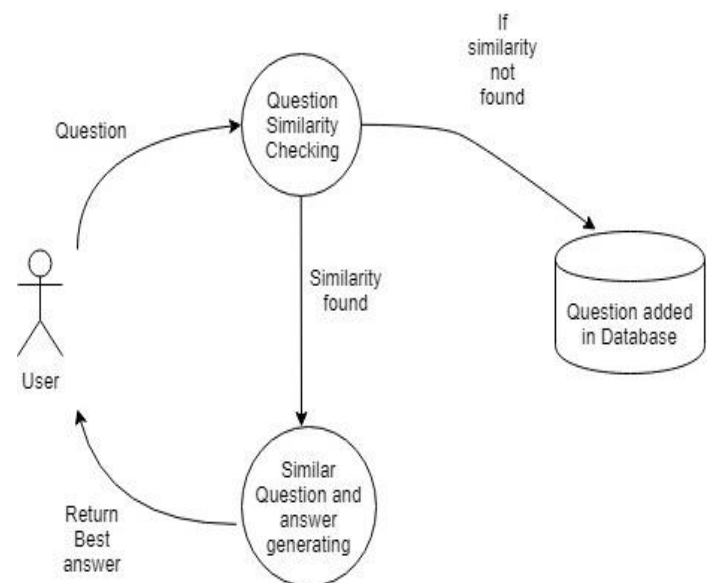 If
similarity
not
found
Question
Question
Similarity
Checking
Similarity
found
Question added
in Database
User
Similar
Question and
answer
generating
Return
Best
answer